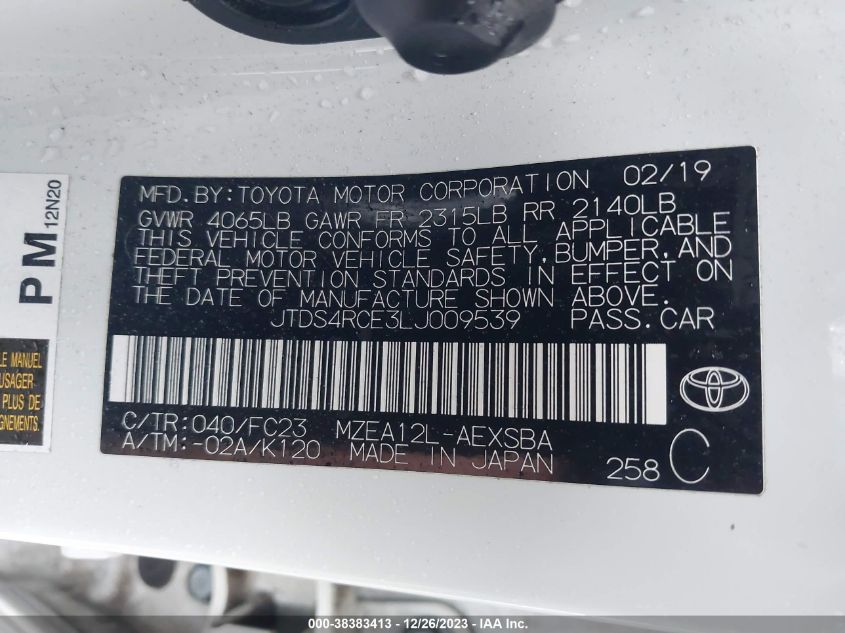 MFD.BY:TOYOTA MOTOR CORPORATION 02/19
GVWR 4065LB GAWR FR 2315LB RR 2140LB
THIS VEHICLE CONFORMS TO ALL APPLICABLE
FEDERAL MOTOR VEHICLE SAFETY, BUMPER, AND
THEFT PREVENTION STANDARDS IN EFFECT ON
THE DATE OF MANUFACTURE SHOWN ABOVE.
JTDS4RCE3LJ009539 PASS.CAR
C/TR:040/FC23 MZEA12L-AEXSBA
A/TM:-02A/K120 MADE IN JAPAN
258 C
PM 12N20
LE MANUEL
USAGER
PLUS DE
GNEMENTS.
000-38383413 - 12/26/2023 - IAA Inc.